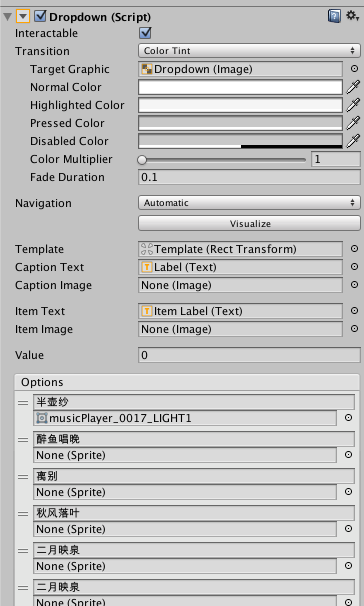 Dropdown (Script)
Interactable
Transition Color Tint
Target Graphic Dropdown (Image)
Normal Color
Highlighted Color
Pressed Color
Disabled Color
Color Multiplier 1
Fade Duration 0.1
Navigation Automatic
Visualize
Template Template (Rect Transform)
Caption Text Label (Text)
Caption Image None (Image)
Item Text Item Label (Text)
Item Image None (Image)
Value 0
Options
半壶纱
musicPlayer_0017_LIGHT1
醉鱼唱晚
None (Sprite)
离别
None (Sprite)
秋风落叶
None (Sprite)
二月映泉
None (Sprite)
二月映泉
None (Sprite)